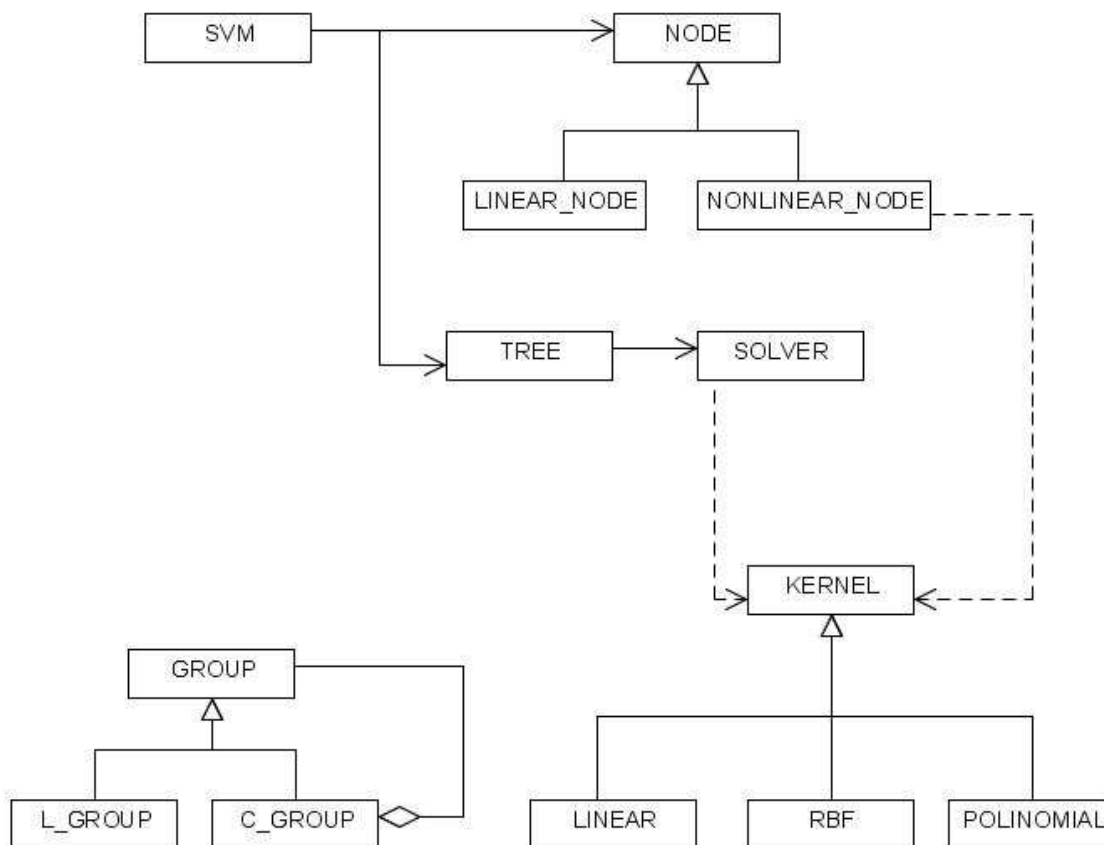 SVM
NODE
LINEAR_NODE
NONLINEAR_NODE
TREE
SOLVER
KERNEL
GROUP
L_GROUP
C_GROUP
LINEAR
RBF
POLINOMIAL